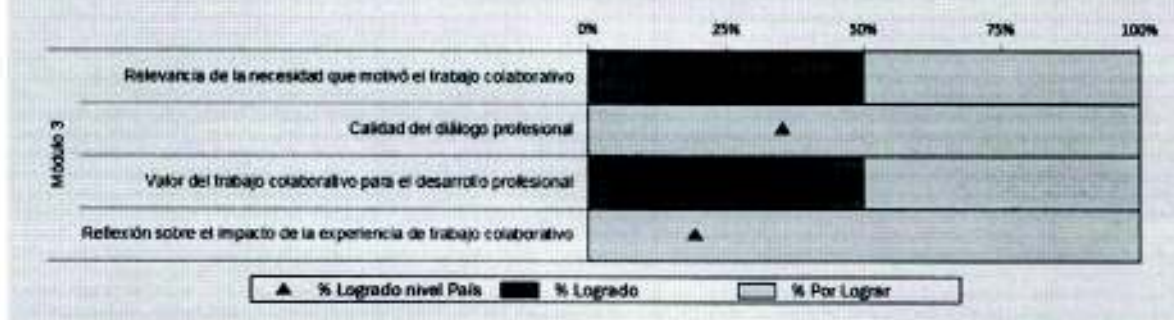 0% 25% 50% 75% 100%
Módulo 3
Relevancia de la necesidad que motivó el trabajo colaborativo
Calidad del diálogo profesional
Valor del trabajo colaborativo para el desarrollo profesional
Reflexión sobre el impacto de la experiencia de trabajo colaborativo
▲ % Logrado nivel País % Logrado % Por Lograr